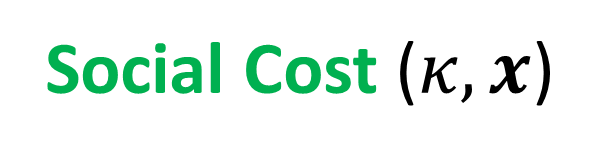 Social Cost (κ, x)